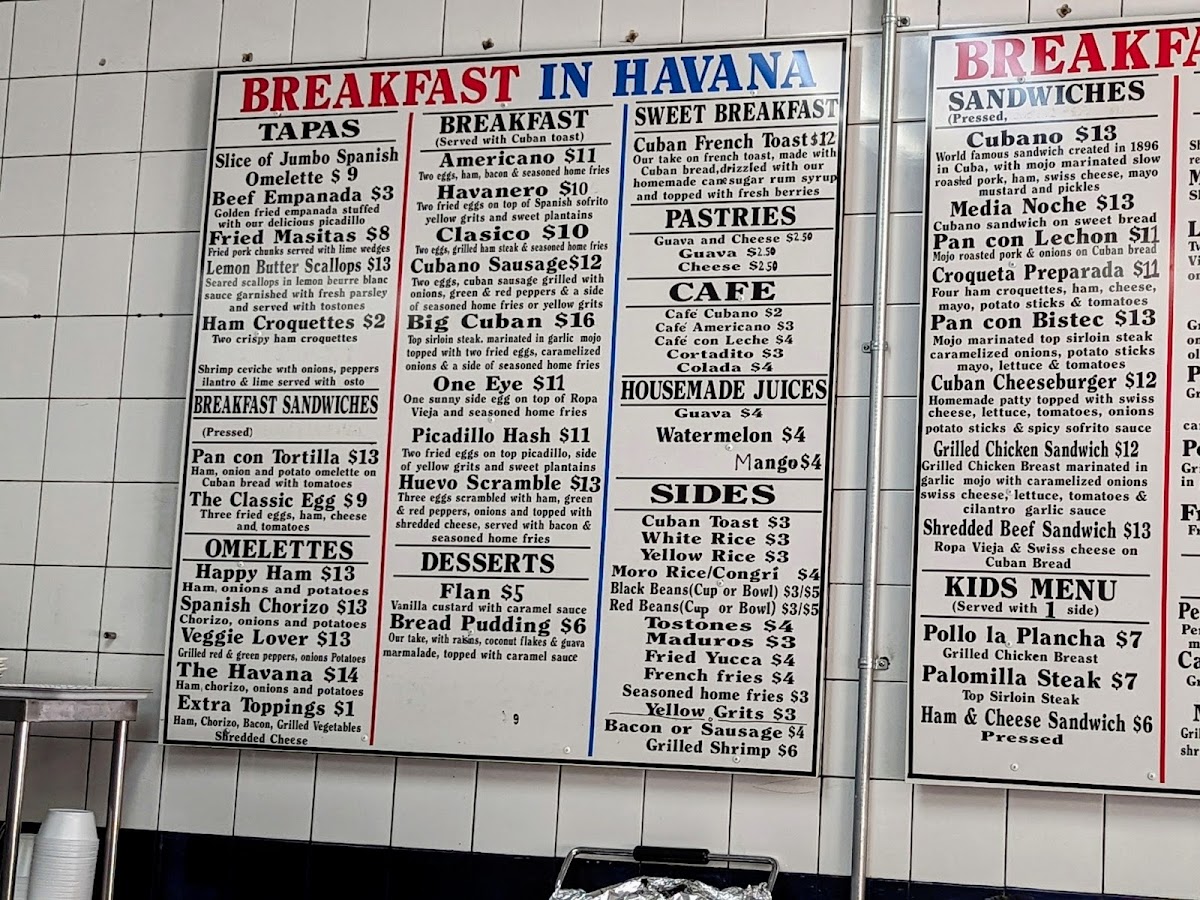 BREAKFAST IN HAVANA
TAPAS
Slice of Jumbo Spanish
Omelette $ 9
Beef Empanada $3
Golden fried empanada stuffed
with our delicious picadillo
Fried Masitas $8
Fried pork chunks served with lime wedges
Lemon Butter Scallops $13
Seared scallops in lemon beurre blanc
sauce garnished with fresh parsley
and served with tostones
Ham Croquettes $2
Two crispy ham croquettes
Shrimp ceviche with onions, peppers
ilantro & lime served with osto
BREAKFAST SANDWICHES
(Pressed)
Pan con Tortilla $13
Ham, onion and potato omelette on
Cuban bread with tomatoes
The Classic Egg $9
Three fried eggs, ham, cheese
and tomatoes
OMELETTES
Happy Ham $13
Ham, onions and potatoes
Spanish Chorizo $13
Chorizo, onions and potatoes
Veggie Lover $13
Grilled red & green peppers, onions Potatoes
The Havana $14
Ham, chorizo, onions and potatoes
Extra Toppings $1
Ham, Chorizo, Bacon, Grilled Vegetables
Shredded Cheese
BREAKFAST
(Served with Cuban toast)
Americano $11
Two eggs, ham, bacon & seasoned home fries
Havanero $10
Two fried eggs on top of Spanish sofrito
yellow grits and sweet plantains
Clasico $10
Two eggs, grilled ham steak & seasoned home fries
Cubano Sausage$12
Two eggs, cuban sausage grilled with
onions, green & red peppers & a side
of seasoned home fries or yellow grits
Big Cuban $16
Top sirloin steak. marinated in garlic mojo
topped with two fried eggs, caramelized
onions & a side of seasoned home fries
One Eye $11
One sunny side egg on top of Ropa
Vieja and seasoned home fries
Picadillo Hash $11
Two fried eggs on top picadillo, side
of yellow grits and sweet plantains
Huevo Scramble $13
Three eggs scrambled with ham, green
& red peppers, onions and topped with
shredded cheese, served with bacon &
seasoned home fries
DESSERTS
Flan $5
Vanilla custard with caramel sauce
Bread Pudding $6
Our take, with raisins, coconut flakes & guava
marmalade, topped with caramel sauce
9
SWEET BREAKFAST
Cuban French Toast $12
Our take on french toast, made with
Cuban bread,drizzled with our
homemade cane sugar rum syrup
and topped with fresh berries
PASTRIES
Guava and Cheese $2.50
Guava $2.50
Cheese $2.50
CAFE
Café Cubano $2
Café Americano $3
Café con Leche $4
Cortadito $3
Colada $4
HOUSEMADE JUICES
Guava $4
Watermelon $4
Mango$4
SIDES
Cuban Toast $3
White Rice $3
Yellow Rice $3
Moro Rice/Congrí $4
Black Beans(Cup or Bowl) $3/$5
Red Beans(Cup or Bowl) $3/$5
Tostones $4
Maduros $3
Fried Yucca $4
French fries $4
Seasoned home fries $3
Yellow Grits $3
Bacon or Sausage $4
Grilled Shrimp $6
BREAKFA
SANDWICHES
(Pressed,
Cubano $13
World famous sandwich created in 1896
in Cuba, with mojo marinated slow
roasted pork, ham, swiss cheese, mayo
mustard and pickles
Media Noche $13
Cubano sandwich on sweet bread
Pan con Lechon $11
Mojo roasted pork & onions on Cuban bread
Croqueta Preparada $11
Four ham croquettes, ham, cheese,
mayo, potato sticks & tomatoes
Pan con Bistec $13
Mojo marinated top sirloin steak
caramelized onions, potato sticks
mayo, lettuce & tomatoes
Cuban Cheeseburger $12
Homemade patty topped with swiss
cheese, lettuce, tomatoes, onions
potato sticks & spicy sofrito sauce
Grilled Chicken Sandwich $12
Grilled Chicken Breast marinated in
garlic mojo with caramelized onions
swiss cheese, lettuce, tomatoes &
cilantro garlic sauce
Shredded Beef Sandwich $13
Ropa Vieja & Swiss cheese on
Cuban Bread
KIDS MENU
(Served with 1 side)
Pollo la Plancha $7
Grilled Chicken Breast
Palomilla Steak $7
Top Sirloin Steak
Ham & Cheese Sandwich $6
Pressed